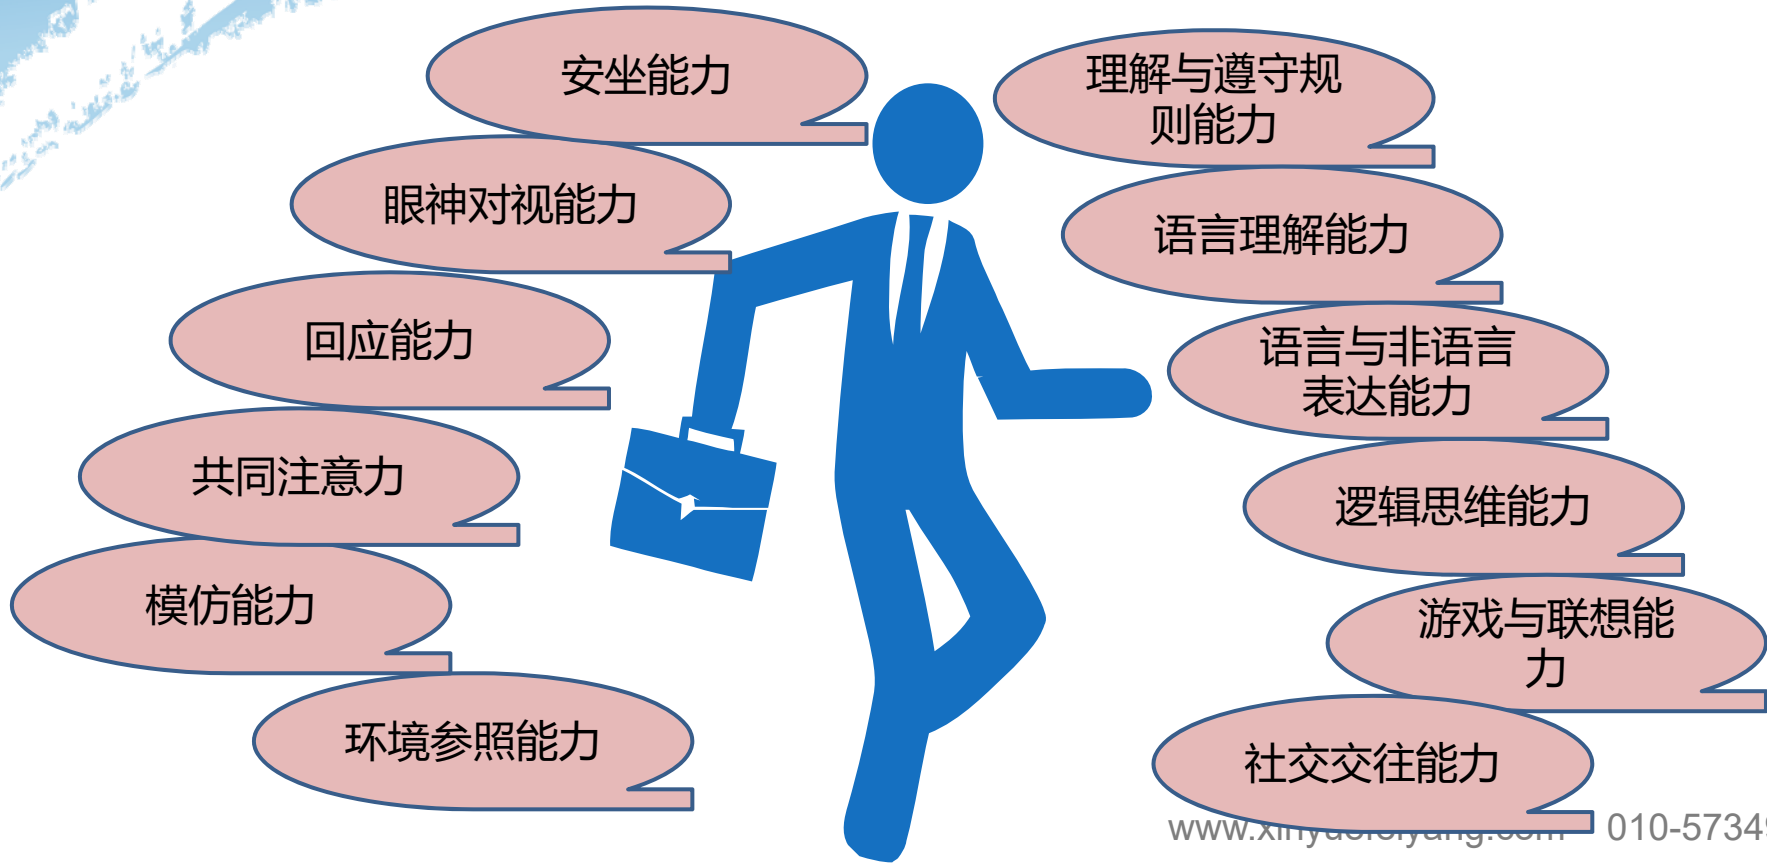 安坐能力
眼神对视能力
回应能力
共同注意力
模仿能力
环境参照能力
理解与遵守规
则能力
语言理解能力
语言与非语言
表达能力
逻辑思维能力
游戏与联想能
力
社交交往能力
010-57349